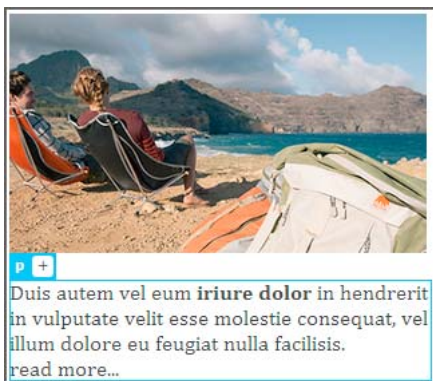 p +
Duis autem vel eum iriure dolor in hendrerit
in vulputate velit esse molestie consequat, vel
illum dolore eu feugiat nulla facilisis.
read more...